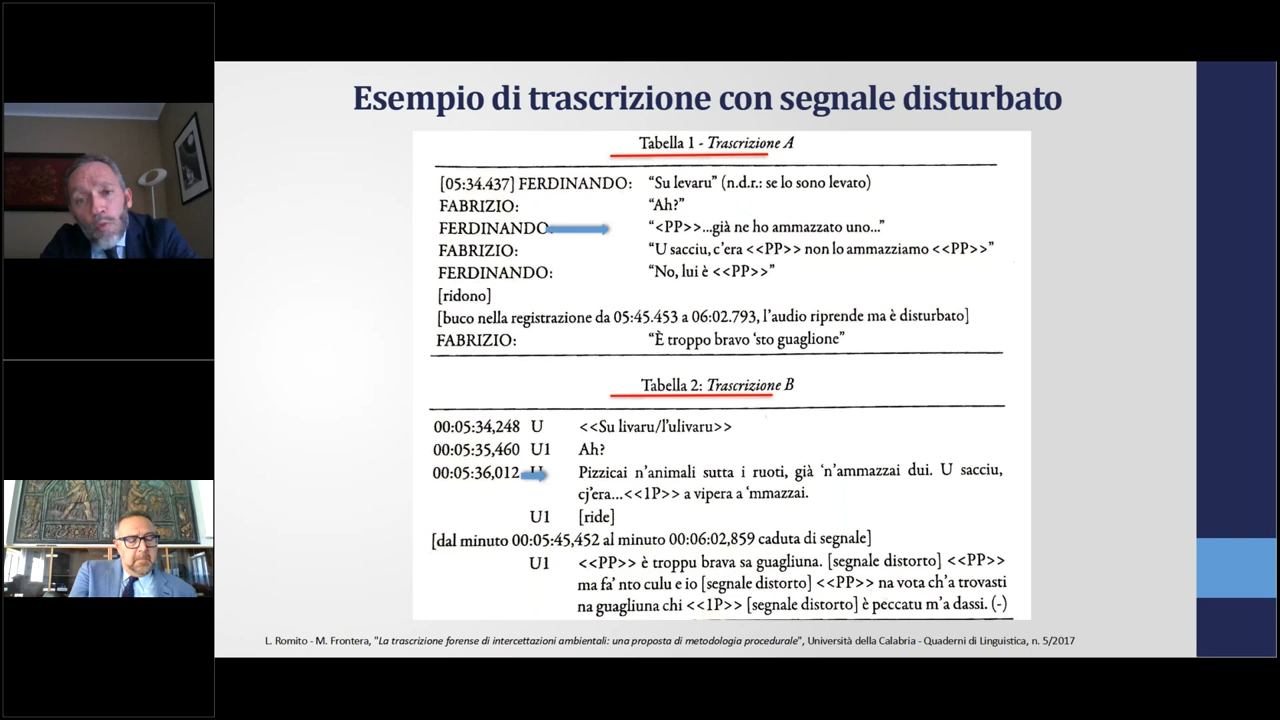 Esempio di trascrizione con segnale disturbato
Tabella 1 - Trascrizione A
[05:34.437] FERDINANDO: “Su levaru” (n.d.r.: se lo sono levaro)
FABRIZIO: “Ah?”
FERDINANDO: “<PP>>...già ne ho ammazzato uno...”
FABRIZIO: “U sacciu, c’era <<PP>> non lo ammazziamo <<PP>>”
FERDINANDO: “No, lui è <<PP>>”
[ridono]
[buco nella registrazione da 05:45.453 a 06:02.793, l’audio riprende ma è disturbato]
FABRIZIO: “È troppo bravo ‘sto guaglione”
Tabella 2: Trascrizione B
00:05:34,248 U <<Su livaru/l’ulivaru>>
00:05:35,460 U1 Ah?
00:05:36,012 U Pizzicai n’animali sutta i ruoti, già ‘n’ammazzai dui. U sacciu,
cj’era...<<1P>> a vipera a ‘mmazzai.
U1 [ride]
[dal minuto 00:05:45,452 al minuto 00:06:02,859 caduta di segnale]
U1 <<PP>> è troppu brava sa guagliuna. [segnale distorto] <<PP>>
ma fa’ nto culu e io [segnale distorto] <<PP>> na vota ch’a trovasti
na guagliuna chi <<1P>> [segnale distorto] è peccatu m’a dassi. (-)
L. Romito - M. Frontera, "La trascrizione forense di intercettazioni ambientali: una proposta di metodologia procedurale", Università della Calabria - Quaderni di Linguistica, n. 5/2017